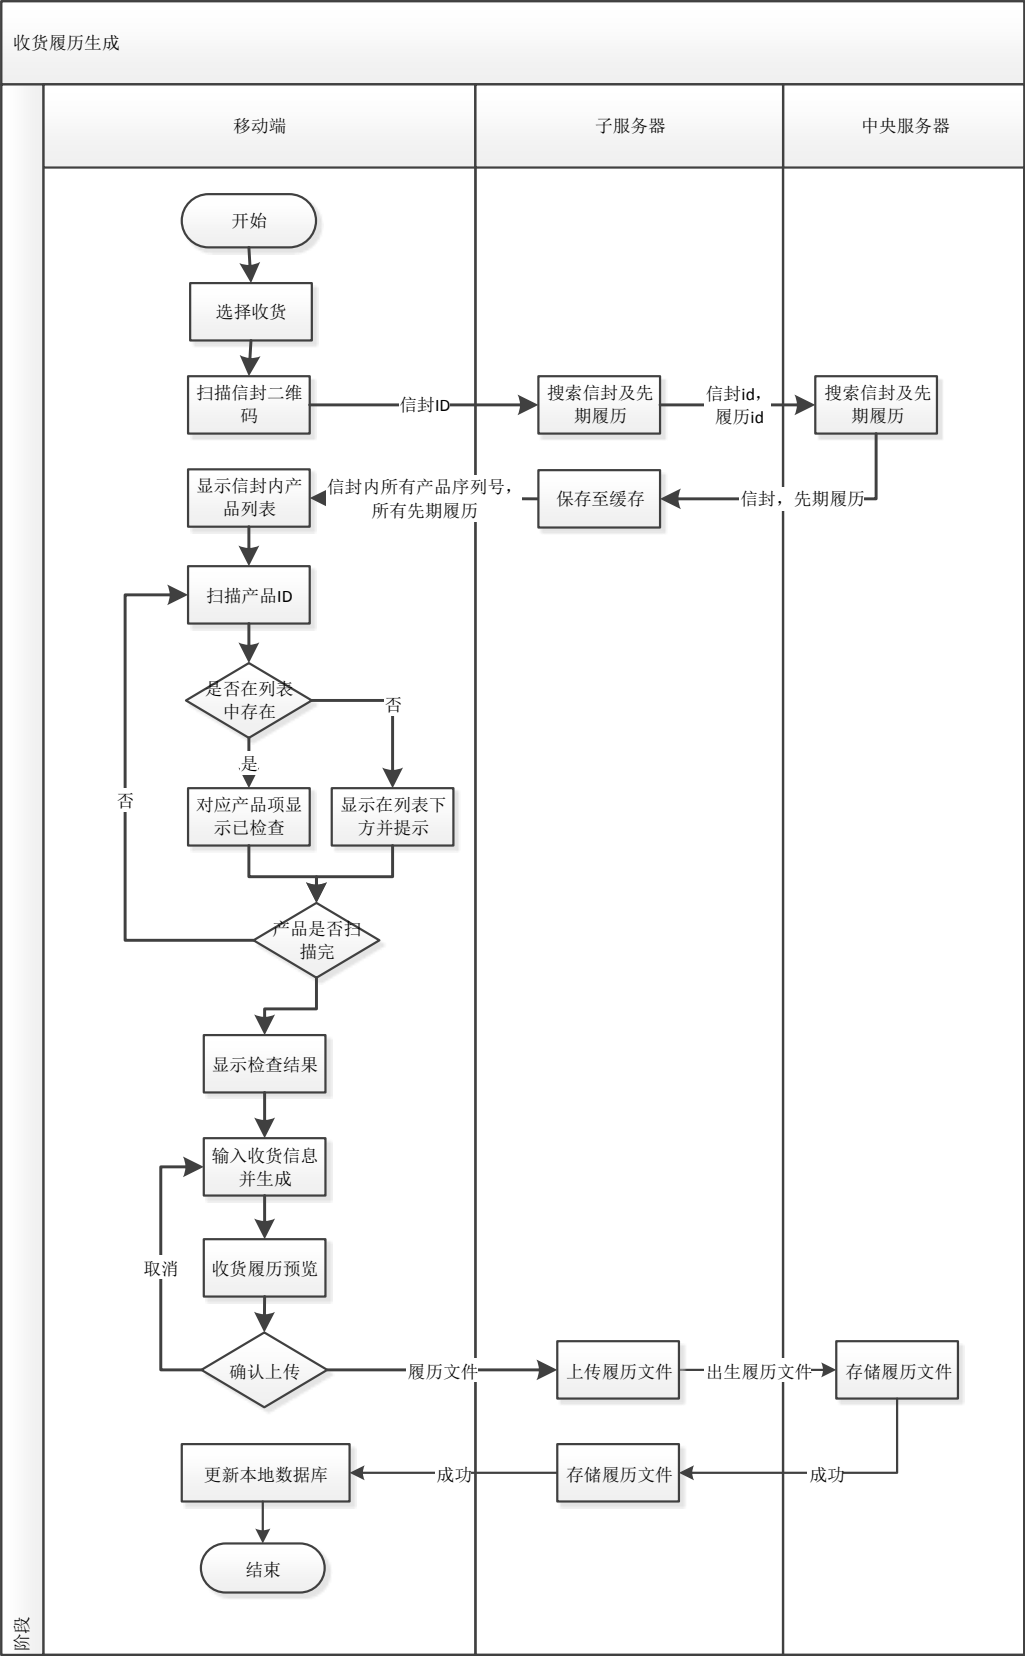 收货履历生成
移动端
子服务器
中央服务器
开始
选择收货
扫描信封二维
码
信封ID
搜索信封及先
期履历
信封id，
履历id
搜索信封及先
期履历
显示信封内产
品列表
信封内所有产品序列号，
所有先期履历
保存至缓存
信封，先期履历
扫描产品ID
是否在列表
中存在
否
是
否
对应产品项显
示已检查
显示在列表下
方并提示
产品是否扫
描完
显示检查结果
输入收货信息
并生成
取消
收货履历预览
确认上传
履历文件
上传履历文件
出生履历文件
存储履历文件
更新本地数据库
成功
存储履历文件
成功
结束
阶段